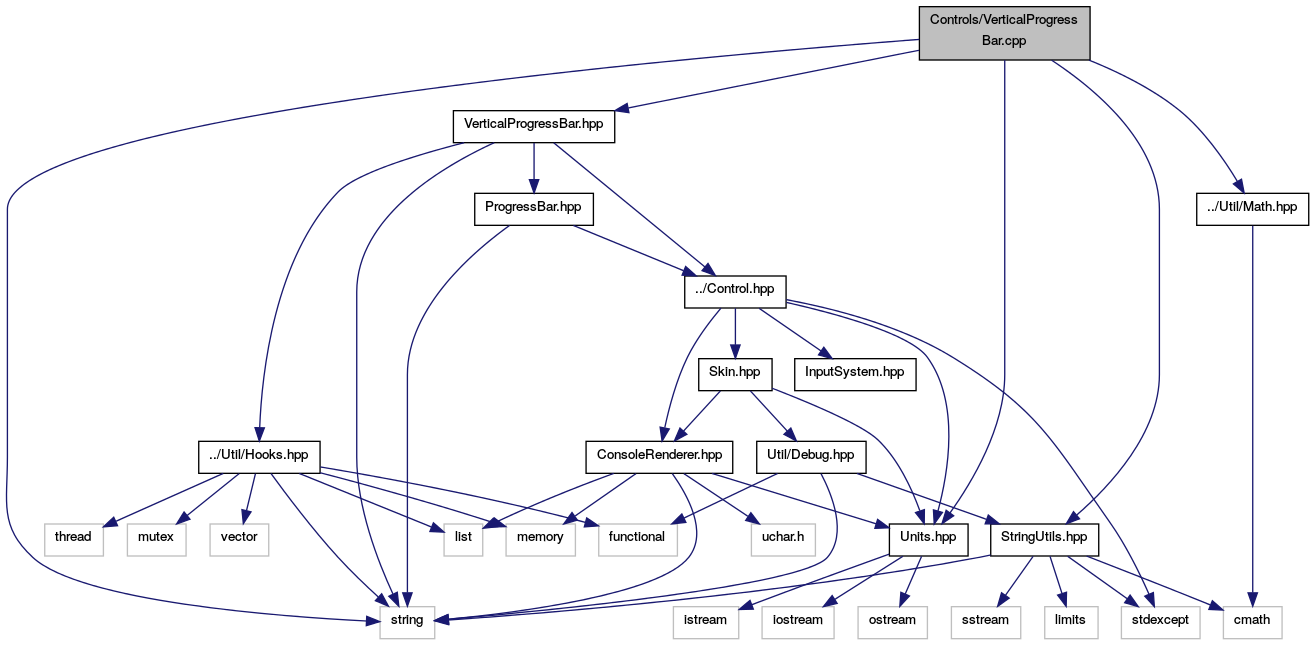 Controls/VerticalProgress
Bar.cpp
VerticalProgressBar.hpp
ProgressBar.hpp
../Util/Math.hpp
../Control.hpp
Skin.hpp
InputSystem.hpp
../Util/Hooks.hpp
ConsoleRenderer.hpp
Util/Debug.hpp
thread
mutex
vector
list
memory
functional
uchar.h
Units.hpp
StringUtils.hpp
string
istream
iostream
ostream
sstream
limits
stdexcept
cmath